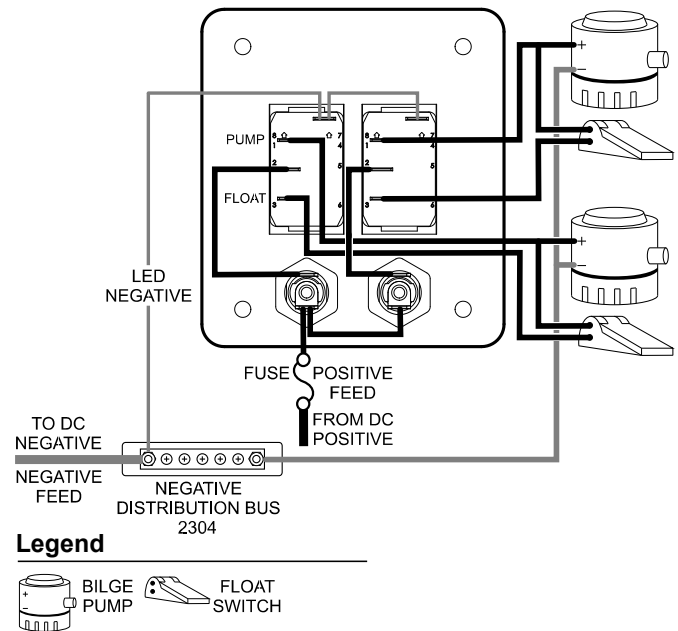 PUMP
8 7
1 4
2 5
FLOAT
3 6
8 7
1 4
2 5
3 6
+
−
+
−
LED
NEGATIVE
FUSE
POSITIVE
FEED
FROM DC
POSITIVE
TO DC
NEGATIVE
NEGATIVE
FEED
NEGATIVE
DISTRIBUTION BUS
2304
Legend
+
−
BILGE
PUMP
FLOAT
SWITCH